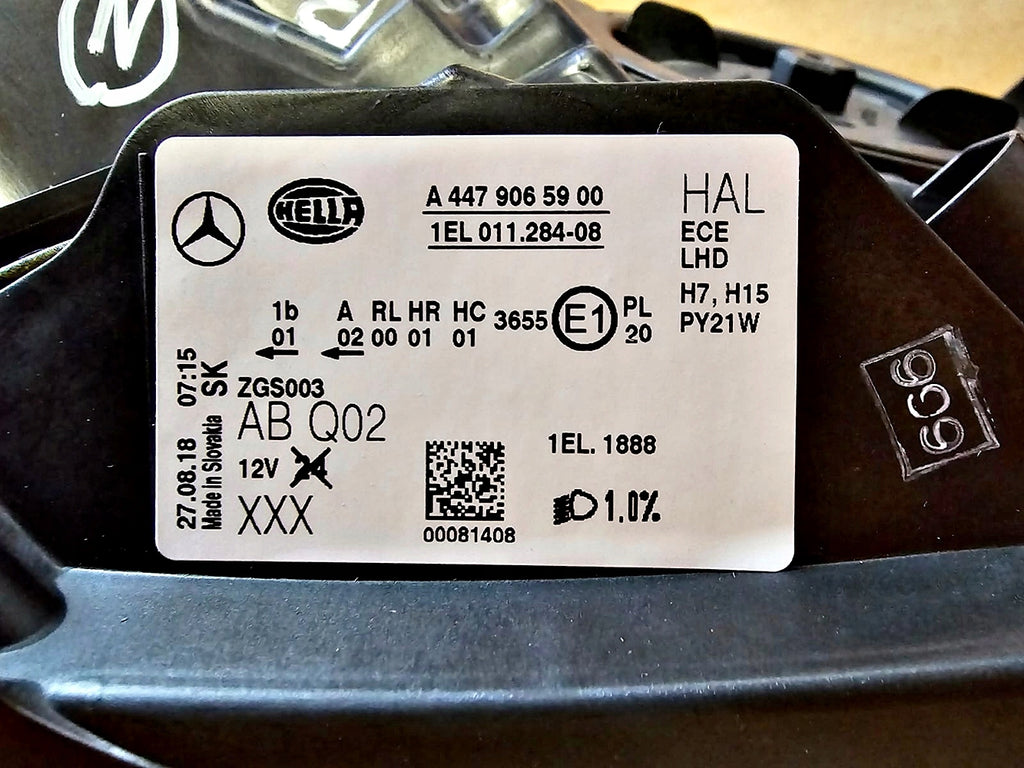 N
HELLA
A 447 906 59 00
1EL 011.284-08
HAL
ECE
LHD
H7, H15
PY21W
1b A RL HR HC 3655 E1 PL
01 02 00 01 01 20
27.08.18 07:15
Made in Slovakia SK
ZGS003
AB Q02
12V 24
XXX
00081408
1EL. 1888
1.0%